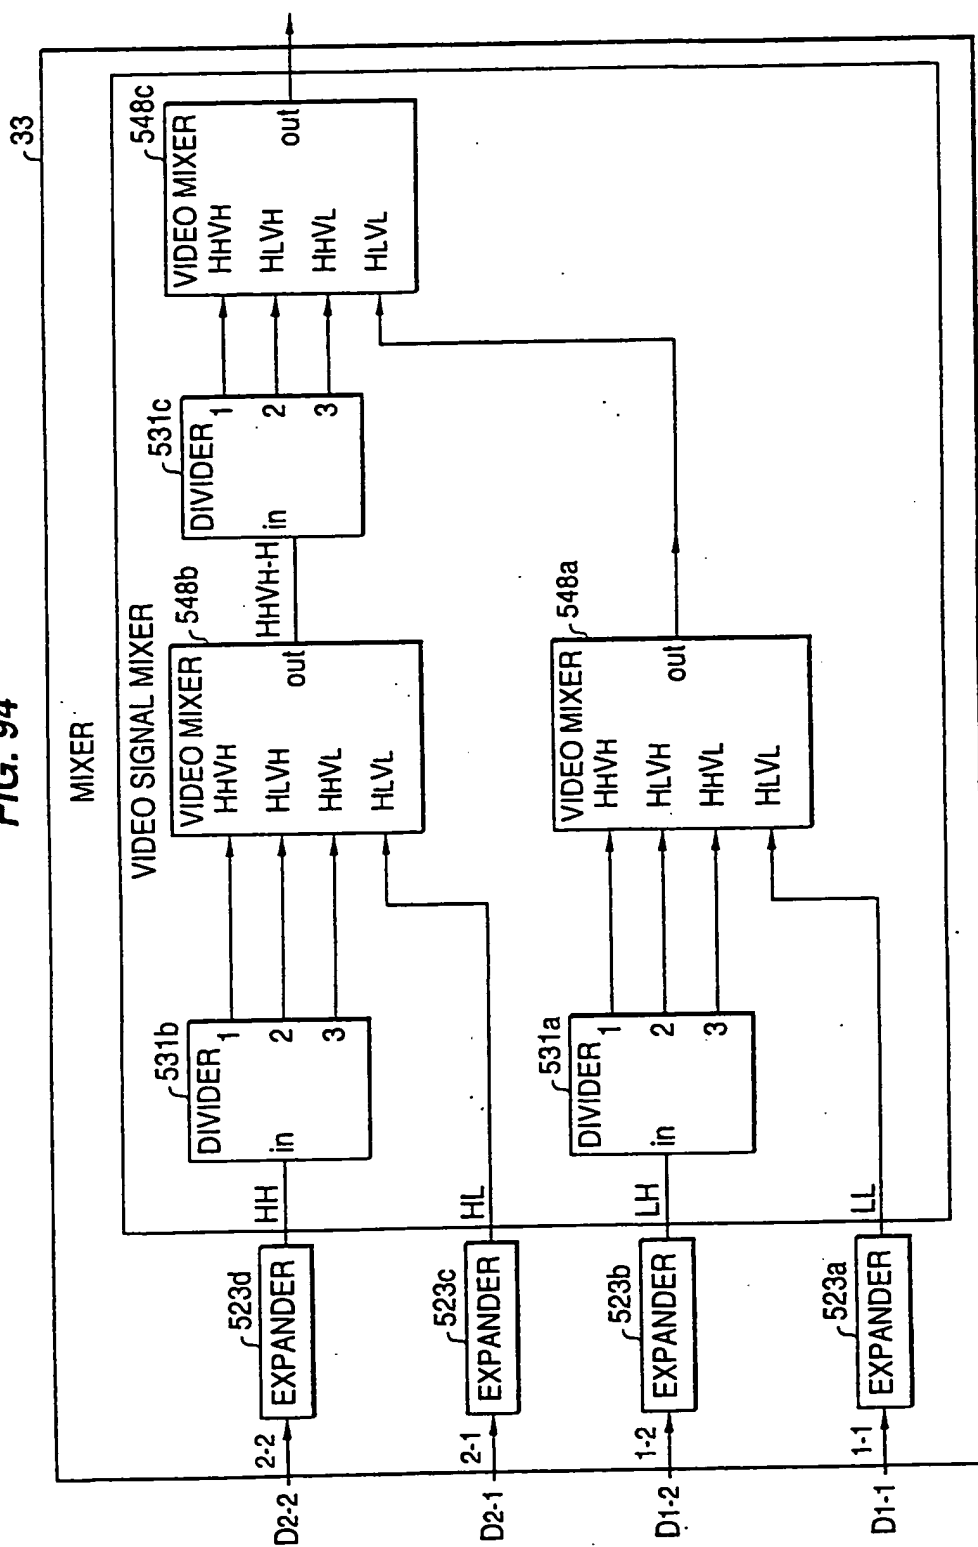 FIG. 94
33
MIXER
VIDEO SIGNAL MIXER
D2-2
2-2
EXPANDER
523d
HH
DIVIDER
531b
in
1
2
3
VIDEO MIXER
548b
HHVH
HLVH
HHVL
HLVL
out
HHVH-H
DIVIDER
531c
in
1
2
3
VIDEO MIXER
548c
HHVH
HLVH
HHVL
HLVL
out
D2-1
2-1
EXPANDER
523c
HL
D1-2
1-2
EXPANDER
523b
LH
DIVIDER
531a
in
1
2
3
VIDEO MIXER
548a
HHVH
HLVH
HHVL
HLVL
out
D1-1
1-1
EXPANDER
523a
LL